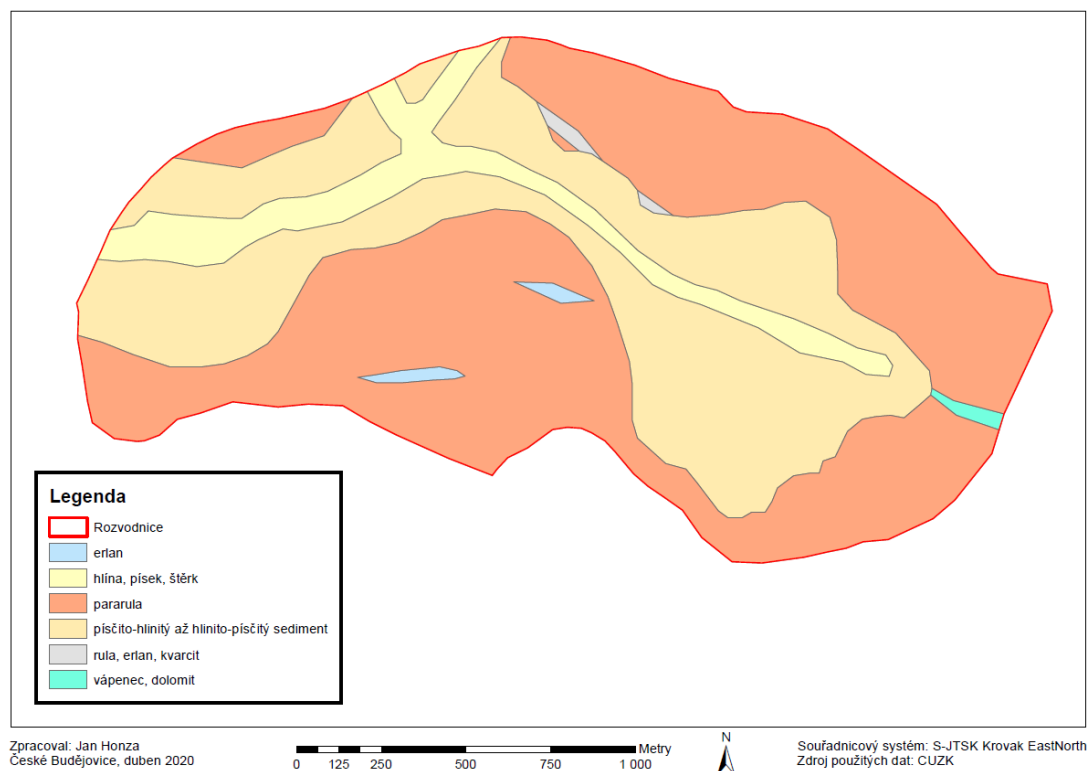 Legenda
Rozvodnice
erlan
hlína, písek, štěrk
pararula
písčito-hlinitý až hlinito-písčitý sediment
rula, erlan, kvarcit
vápenec, dolomit
Zpracoval: Jan Honza
České Budějovice, duben 2020
Metry
0 125 250 500 750 1 000
N
Souřadnicový systém: S-JTSK Krovak EastNorth
Zdroj použitých dat: CUZK